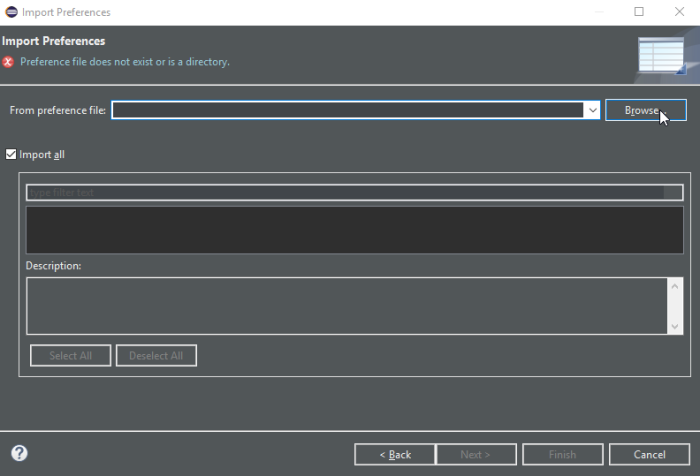 Import Preferences
Import Preferences
Preference file does not exist or is a directory.
From preference file:
Browse...
Import all
type filter text
Description:
Select All
Deselect All
?
< Back
Next >
Finish
Cancel